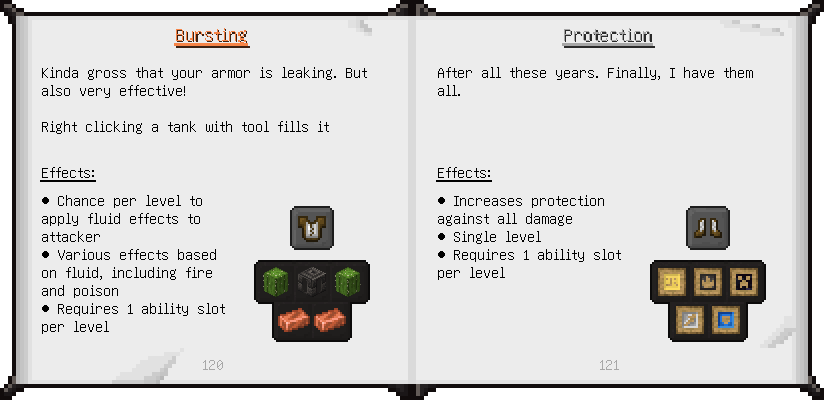 Bursting
Kinda gross that your armor is leaking. But
also very effective!
Right clicking a tank with tool fills it
Effects:
• Chance per level to
apply fluid effects to
attacker
• Various effects based
on fluid, including fire
and poison
• Requires 1 ability slot
per level
120
Protection
After all these years. Finally, I have them
all.
Effects:
• Increases protection
against all damage
• Single level
• Requires 1 ability slot
per level
121